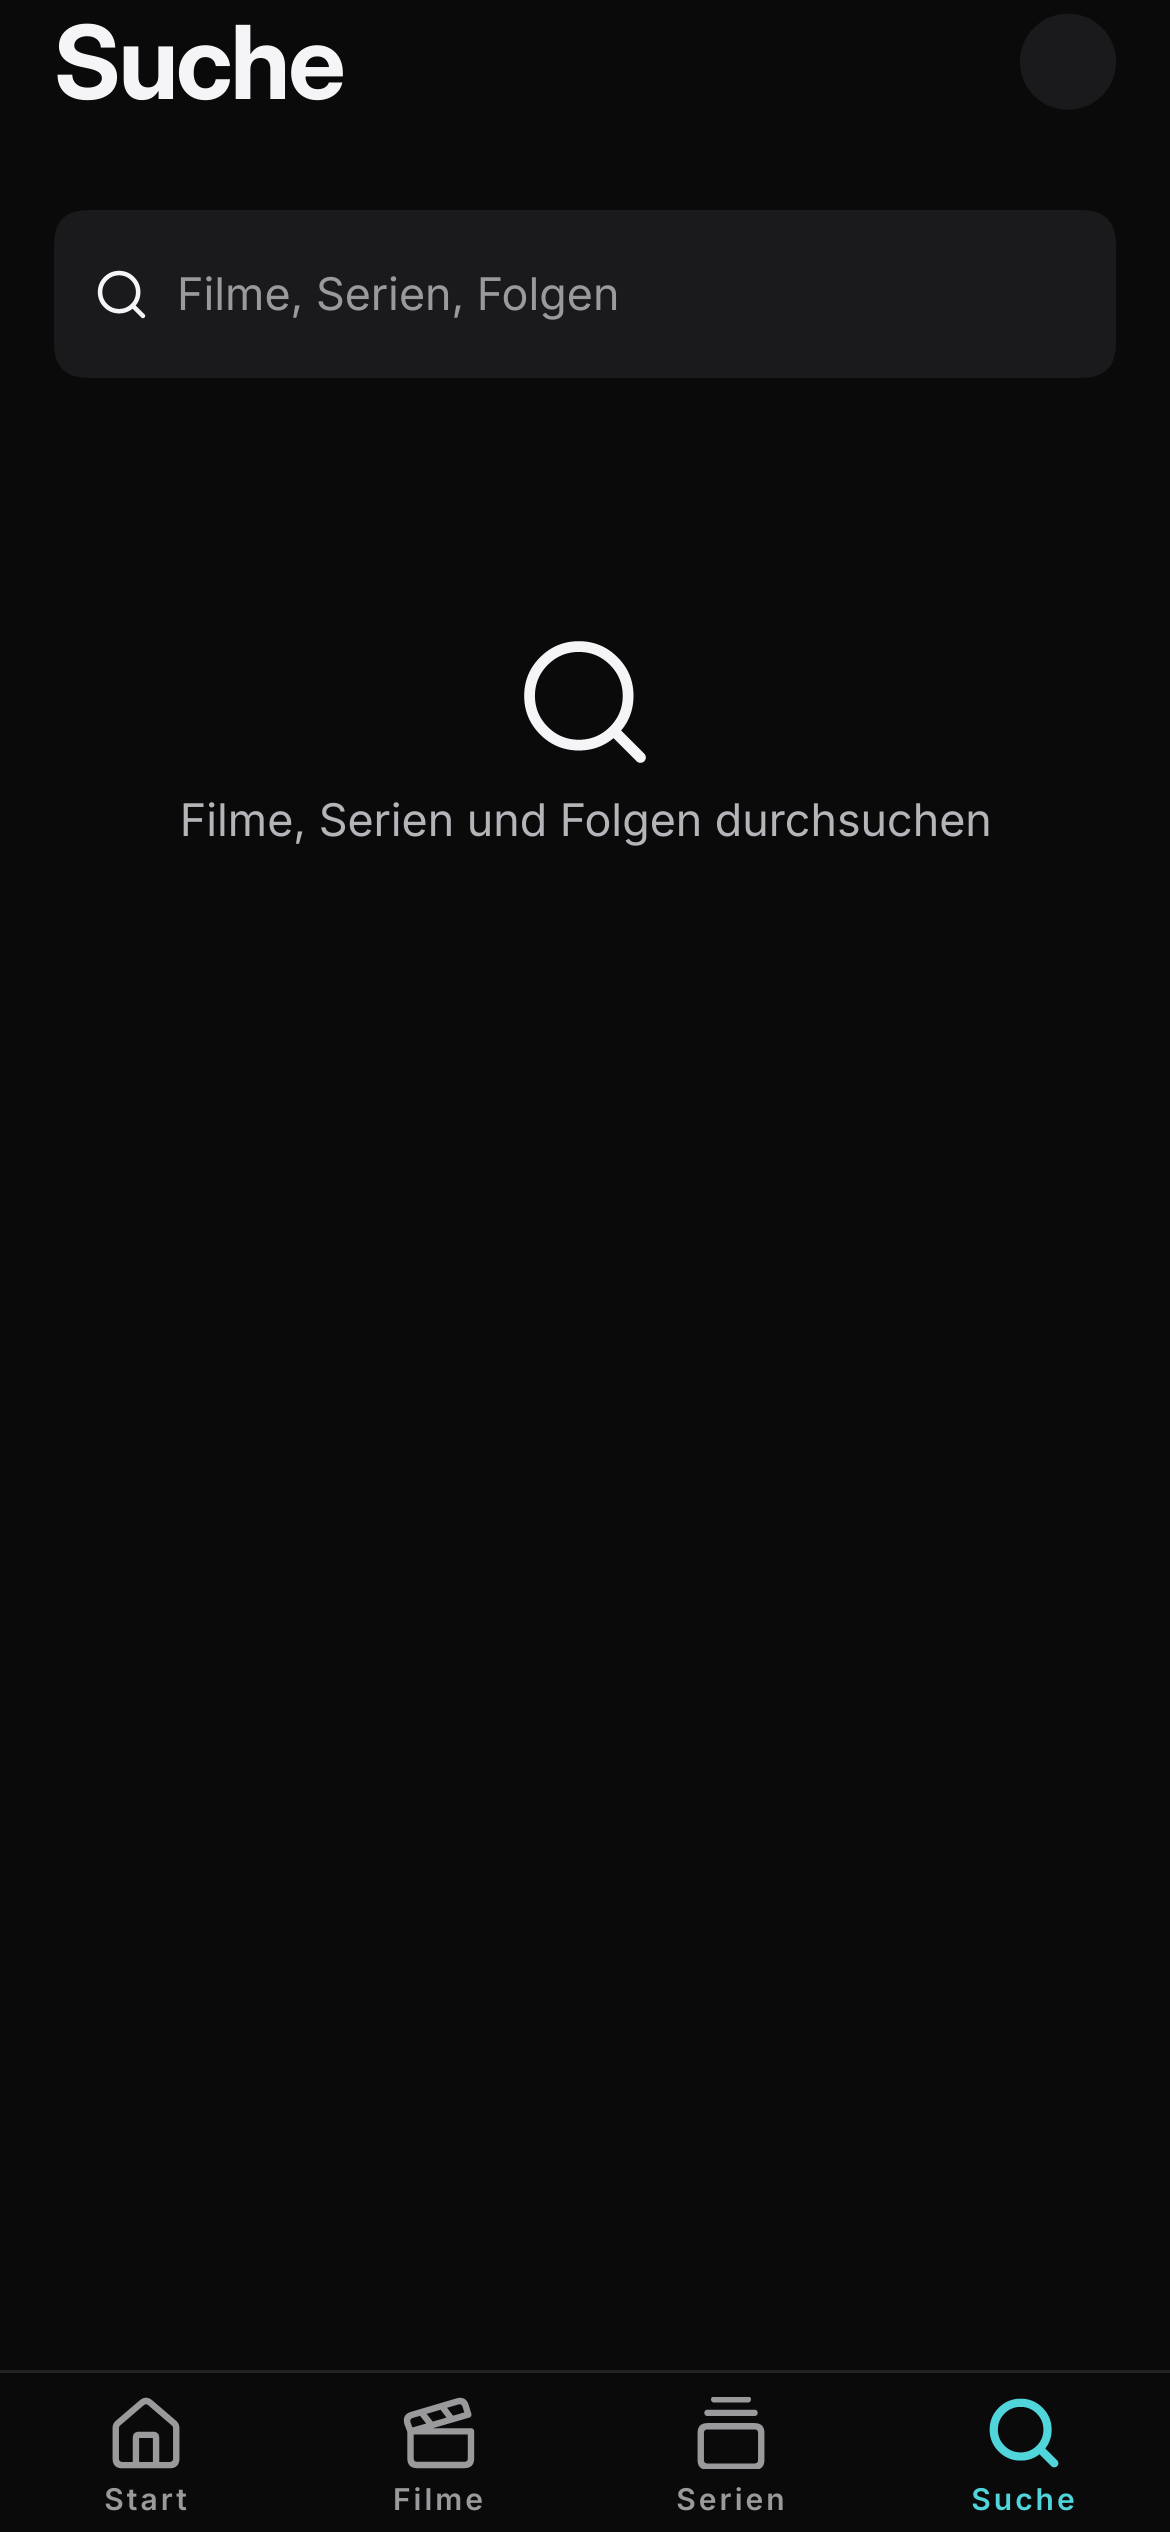 Suche
Filme, Serien, Folgen
Filme, Serien und Folgen durchsuchen
Start
Filme
Serien
Suche